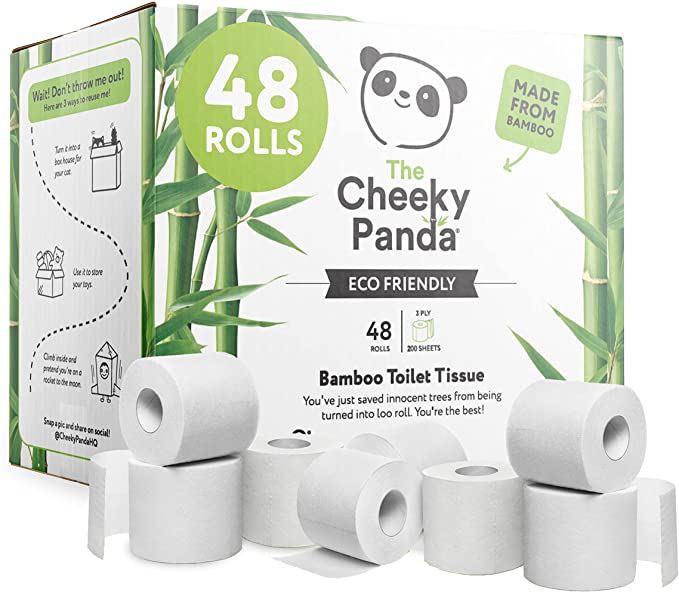 Wait! Don't throw me out!
Here are 3 ways to reuse me!
Turn it into a
box house for
your cat.
Use it to store
your toys.
Climb inside and
pretend you're on a
rocket to the moon.
Snap a pic and share on social!
@CheekyPandaHQ
48
ROLLS
MADE
FROM
BAMBOO
The
Cheeky
Panda®
ECO FRIENDLY
48
ROLLS
3 PLY
200 SHEETS
Bamboo Toilet Tissue
You've just saved innocent trees from being
turned into loo roll. You're the best!